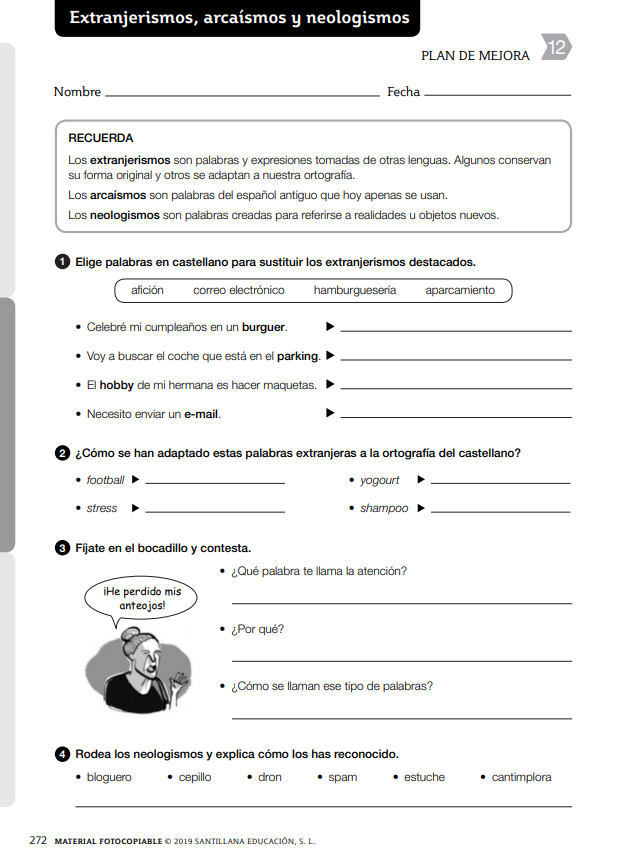 Extranjerismos, arcaísmos y neologismos
PLAN DE MEJORA 12
Nombre Fecha
RECUERDA
Los extranjerismos son palabras y expresiones tomadas de otras lenguas. Algunos conservan
su forma original y otros se adaptan a nuestra ortografía.
Los arcaísmos son palabras del español antiguo que hoy apenas se usan.
Los neologismos son palabras creadas para referirse a realidades u objetos nuevos.
1 Elige palabras en castellano para sustituir los extranjerismos destacados.
afición correo electrónico hamburguesería aparcamiento
• Celebré mi cumpleaños en un burguer. ▶
• Voy a buscar el coche que está en el parking. ▶
• El hobby de mi hermana es hacer maquetas. ▶
• Necesito enviar un e-mail. ▶
2 ¿Cómo se han adaptado estas palabras extranjeras a la ortografía del castellano?
• football ▶ • yogourt ▶
• stress ▶ • shampoo ▶
3 Fíjate en el bocadillo y contesta.
• ¿Qué palabra te llama la atención?
¡He perdido mis
anteojos!
• ¿Por qué?
• ¿Cómo se llaman ese tipo de palabras?
4 Rodea los neologismos y explica cómo los has reconocido.
• bloguero • cepillo • dron • spam • estuche • cantimplora
272 MATERIAL FOTOCOPIABLE © 2019 SANTILLANA EDUCACIÓN, S. L.